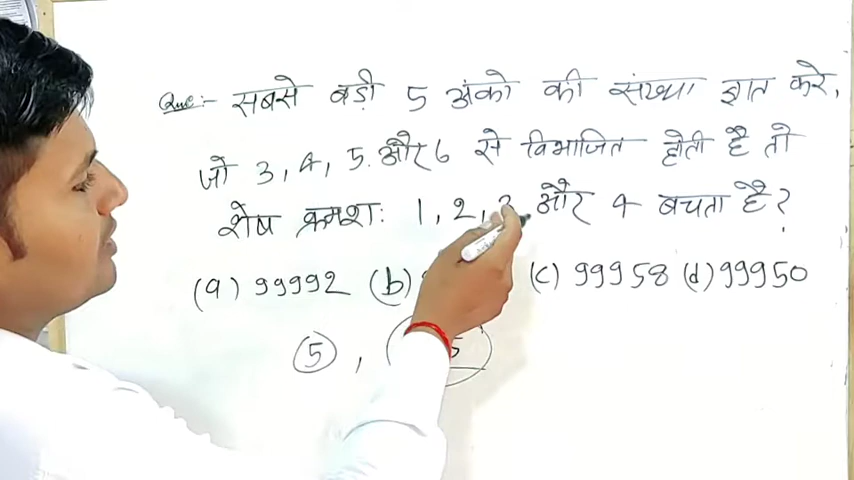 Que:- सबसे बड़ी 5 अंको की संख्या ज्ञात करे,
जो 3, 4, 5. और 6 से विभाजित होती है तो
शेष क्रमश: 1, 2, 3 और 4 बचता है?
(a) 99992 (b) (c) 99958 (d) 99950
5 ,